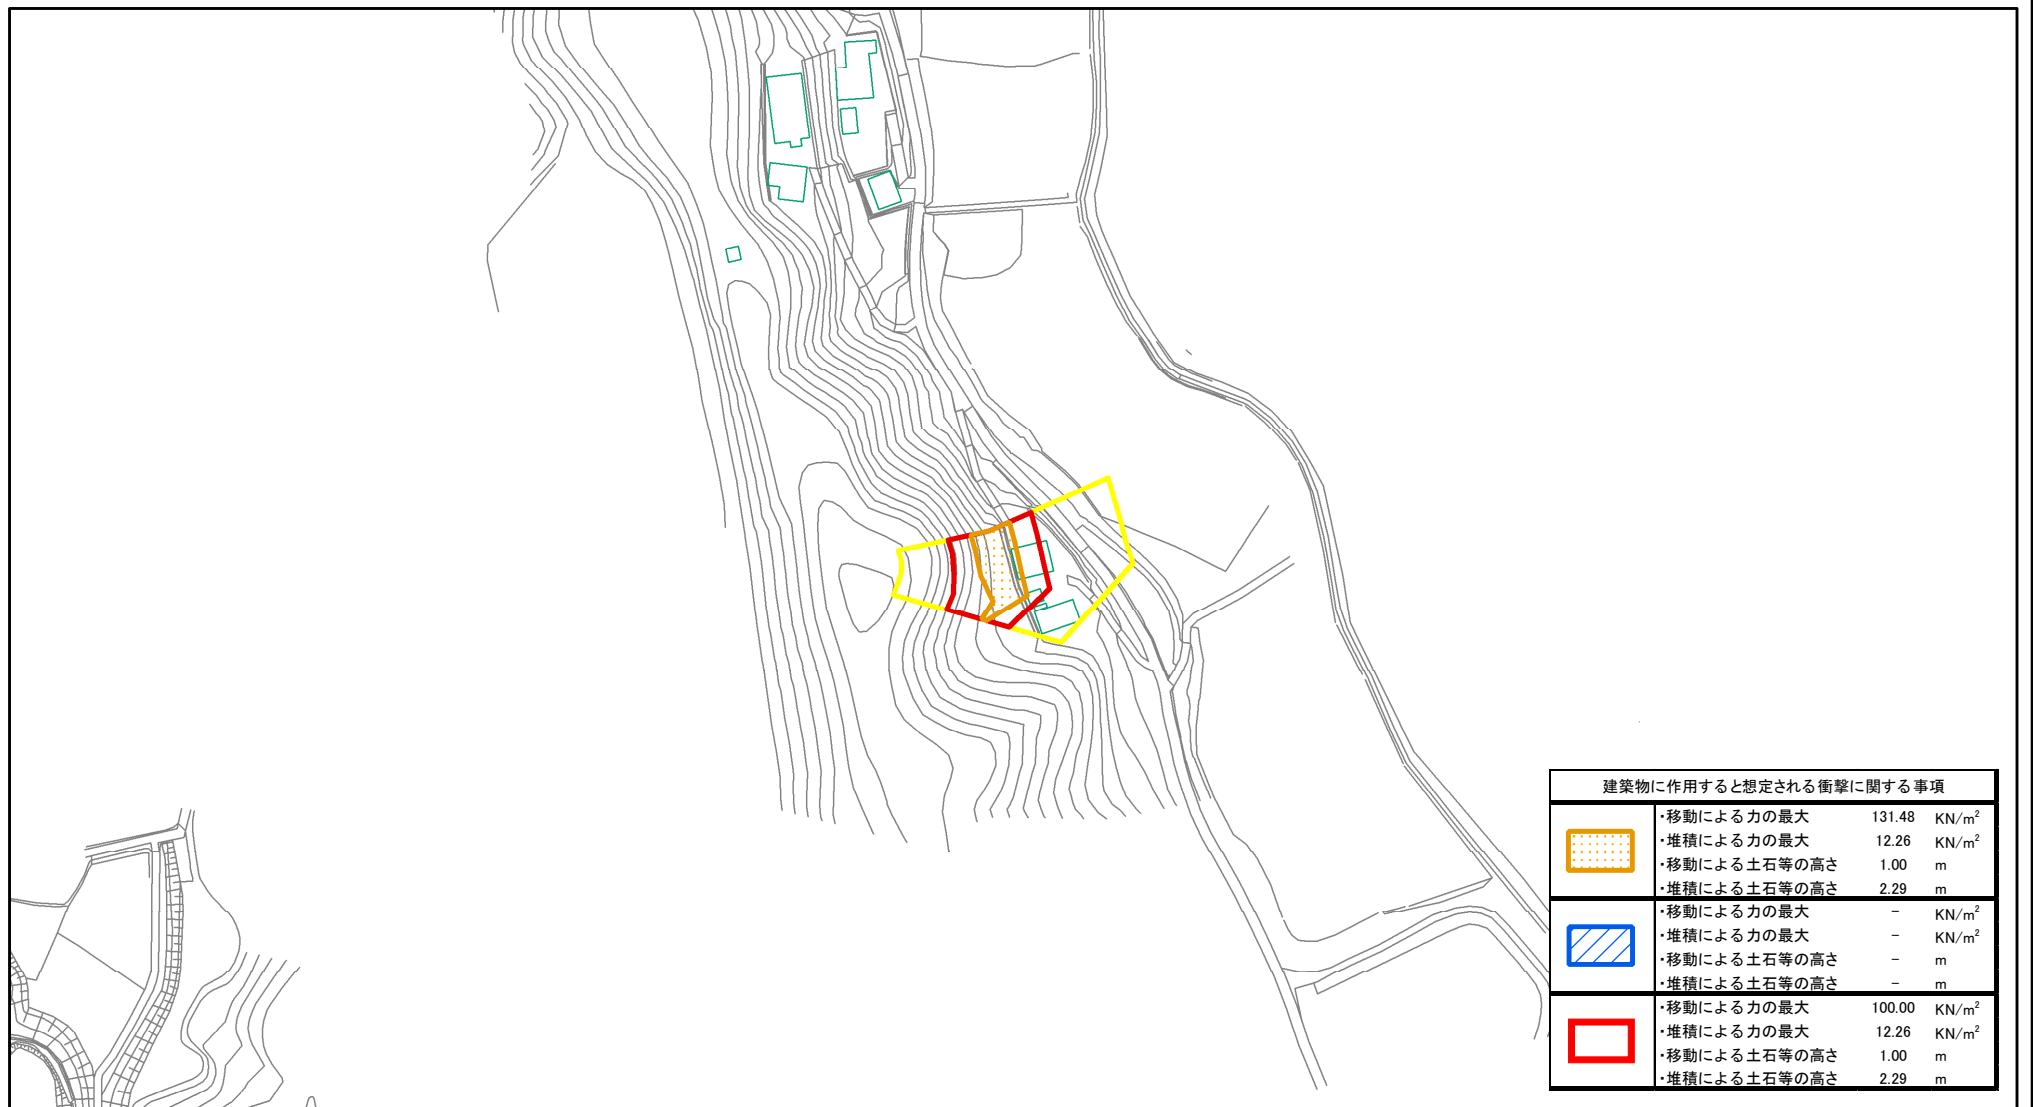 建築物に作用すると想定される衝撃に関する事項
・移動による力の最大 131.48 KN/m²
・堆積による力の最大 12.26 KN/m²
・移動による土石等の高さ 1.00 m
・堆積による土石等の高さ 2.29 m
・移動による力の最大 - KN/m²
・堆積による力の最大 - KN/m²
・移動による土石等の高さ - m
・堆積による土石等の高さ - m
・移動による力の最大 100.00 KN/m²
・堆積による力の最大 12.26 KN/m²
・移動による土石等の高さ 1.00 m
・堆積による土石等の高さ 2.29 m